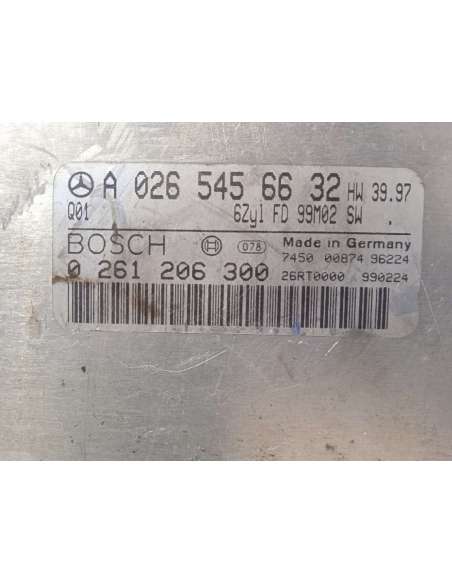 A 026 545 66 32 HW 39.97
Q01 6Zyl FD 99M02 SW .
BOSCH 078 Made in Germany
7450 00874 96224
0 261 206 300 26RT0000 990224